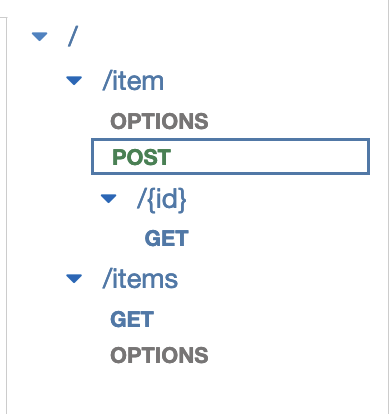 /
/item
OPTIONS
POST
/{id}
GET
/items
GET
OPTIONS